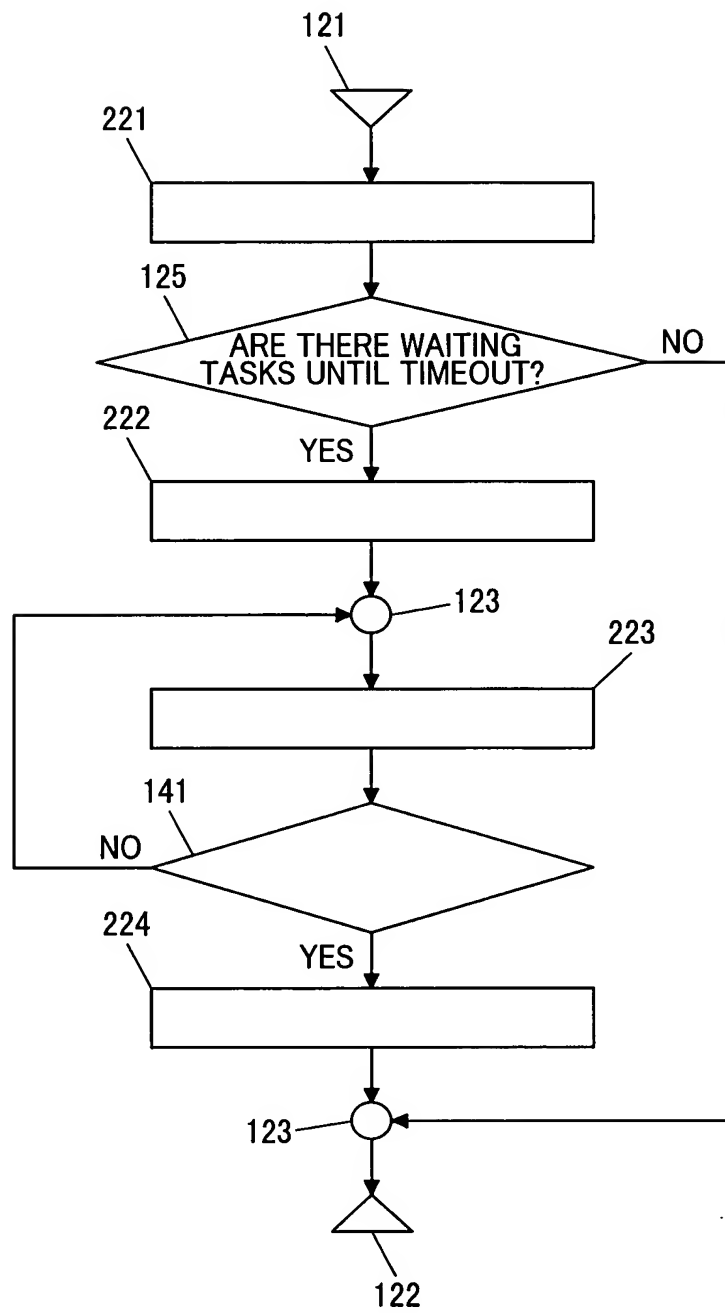 121
221
125
ARE THERE WAITING
TASKS UNTIL TIMEOUT?
NO
222
YES
123
223
141
NO
224
YES
123
122